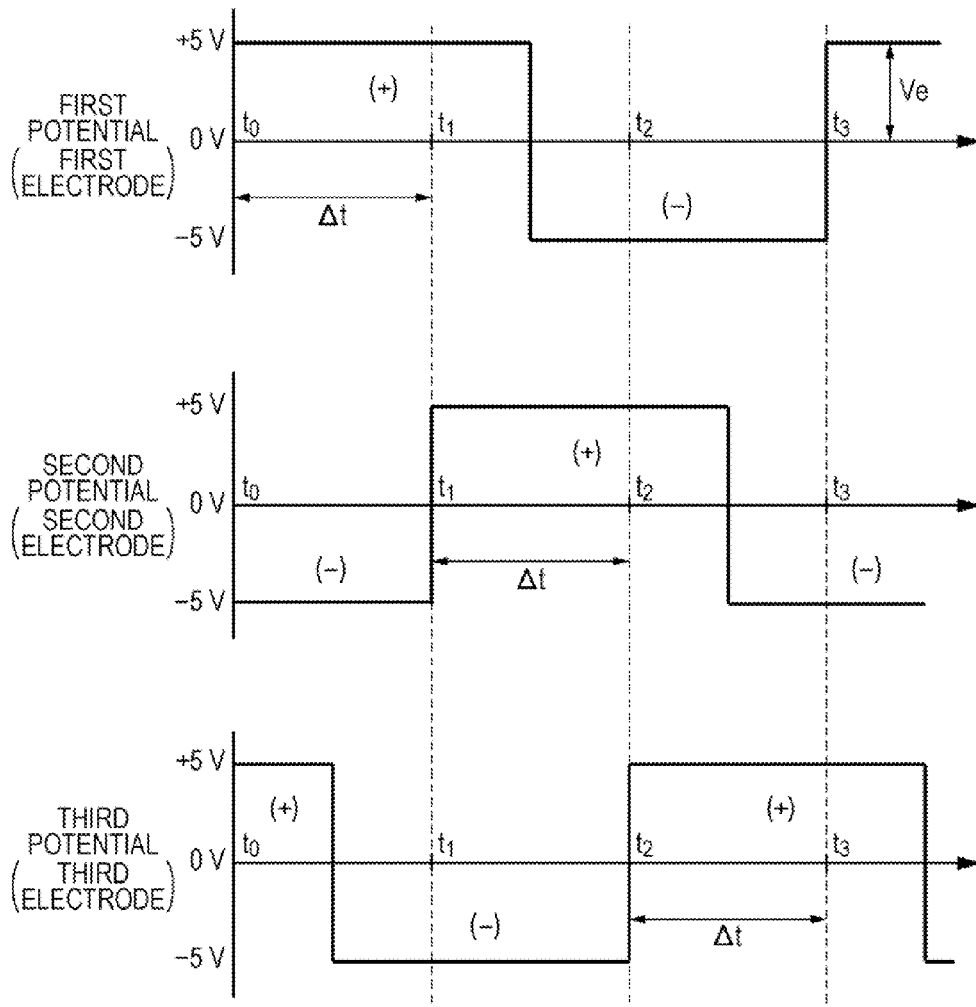 +5 V
(+)
Ve
FIRST
POTENTIAL
(FIRST
ELECTRODE)
t0
0 V
t1
t2
t3
Δt
(−)
−5 V
+5 V
(+)
SECOND
POTENTIAL
(SECOND
ELECTRODE)
t0
0 V
t1
t2
t3
(−)
Δt
(−)
−5 V
+5 V
(+)
(+)
THIRD
POTENTIAL
(THIRD
ELECTRODE)
t0
0 V
t1
t2
t3
(−)
Δt
−5 V